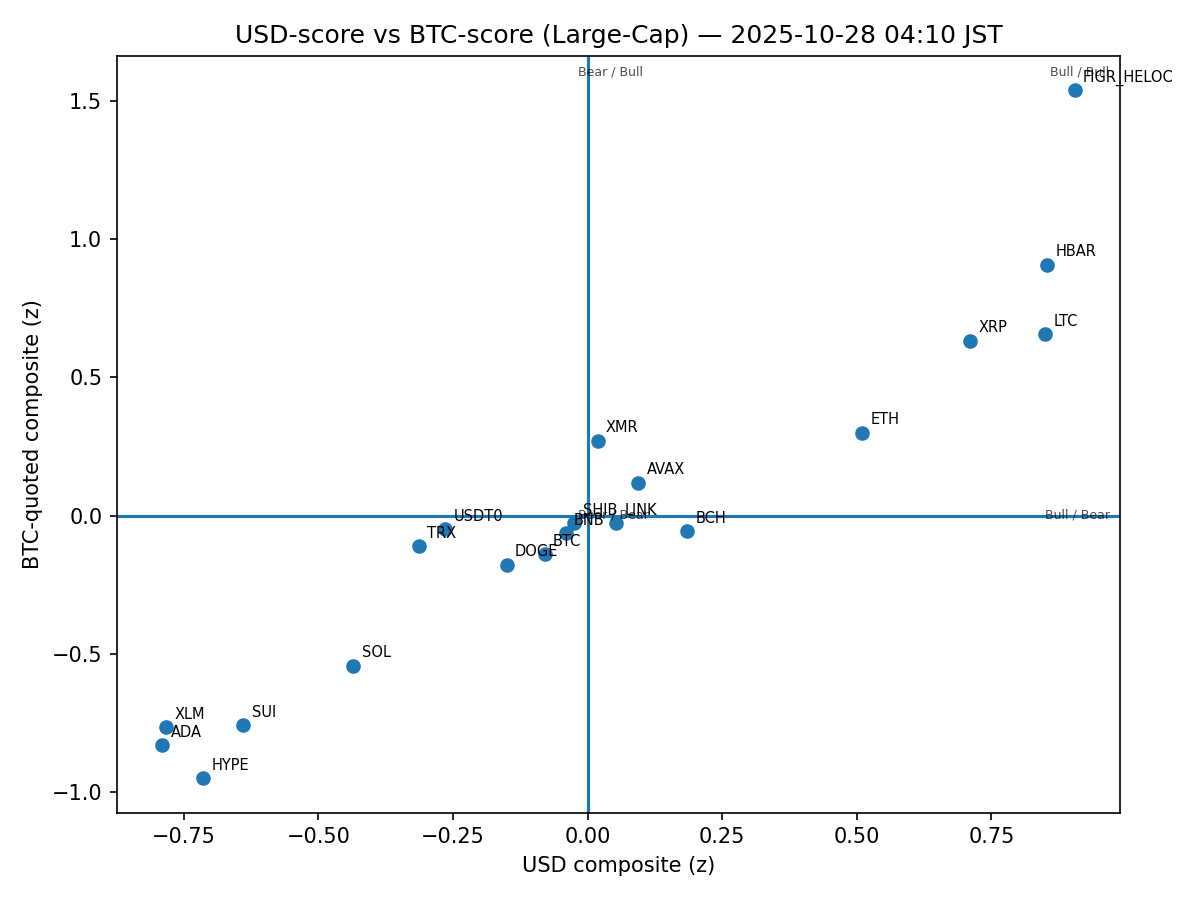 USD-score vs BTC-score (Large-Cap) — 2025-10-28 04:10 JST
Bear / Bull
Bull / Bull
FIGR_HELOC
1.5
HBAR
1.0
LTC
XRP
0.5
ETH
XMR
AVAX
SHIB
LINK
0.0
USDT0
BNB
Bear / Bear
BCH
Bull / Bear
TRX
BTC
DOGE
−0.5
SOL
XLM
SUI
ADA
HYPE
−1.0
−0.75
−0.50
−0.25
0.00
0.25
0.50
0.75
USD composite (z)
BTC-quoted composite (z)